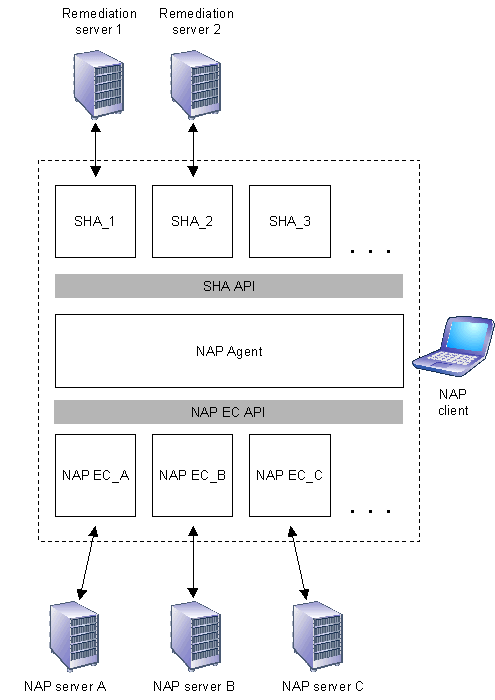 Remediation
server 1
Remediation
server 2
SHA_1
SHA_2
SHA_3
. . .
SHA API
NAP Agent
NAP
client
NAP EC API
NAP EC_A
NAP EC_B
NAP EC_C
. . .
NAP server A
NAP server B
NAP server C